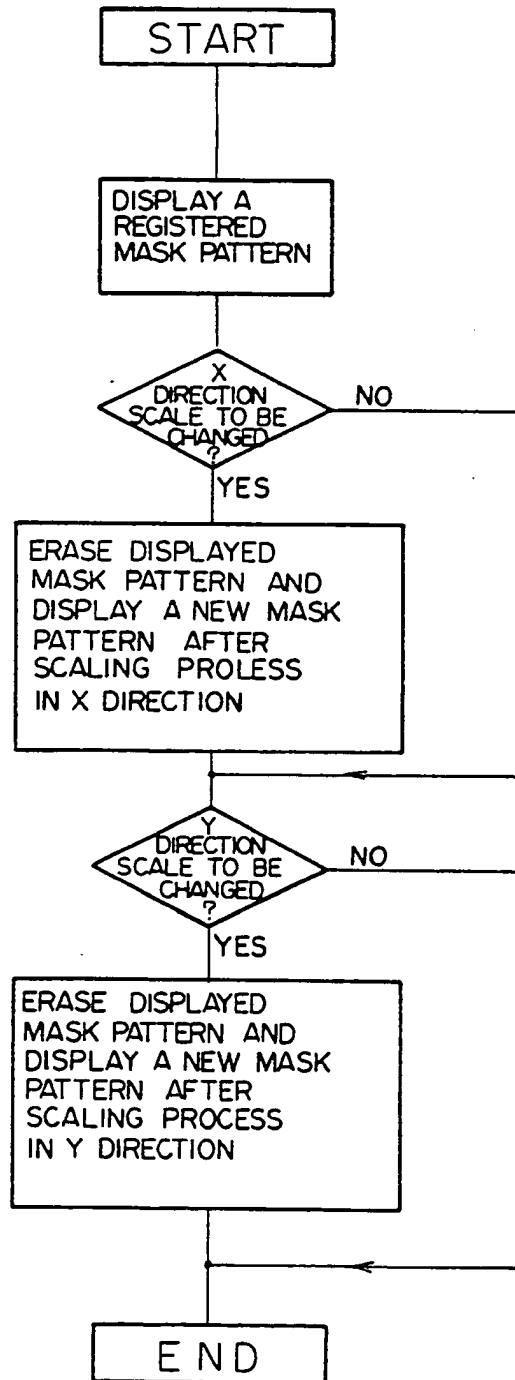 START
DISPLAY A
REGISTERED
MASK PATTERN
X
DIRECTION
SCALE TO BE
CHANGED
?
NO
YES
ERASE DISPLAYED
MASK PATTERN AND
DISPLAY A NEW MASK
PATTERN AFTER
SCALING PROLESS
IN X DIRECTION
Y
DIRECTION
SCALE TO BE
CHANGED
?
NO
YES
ERASE DISPLAYED
MASK PATTERN AND
DISPLAY A NEW MASK
PATTERN AFTER
SCALING PROCESS
IN Y DIRECTION
END